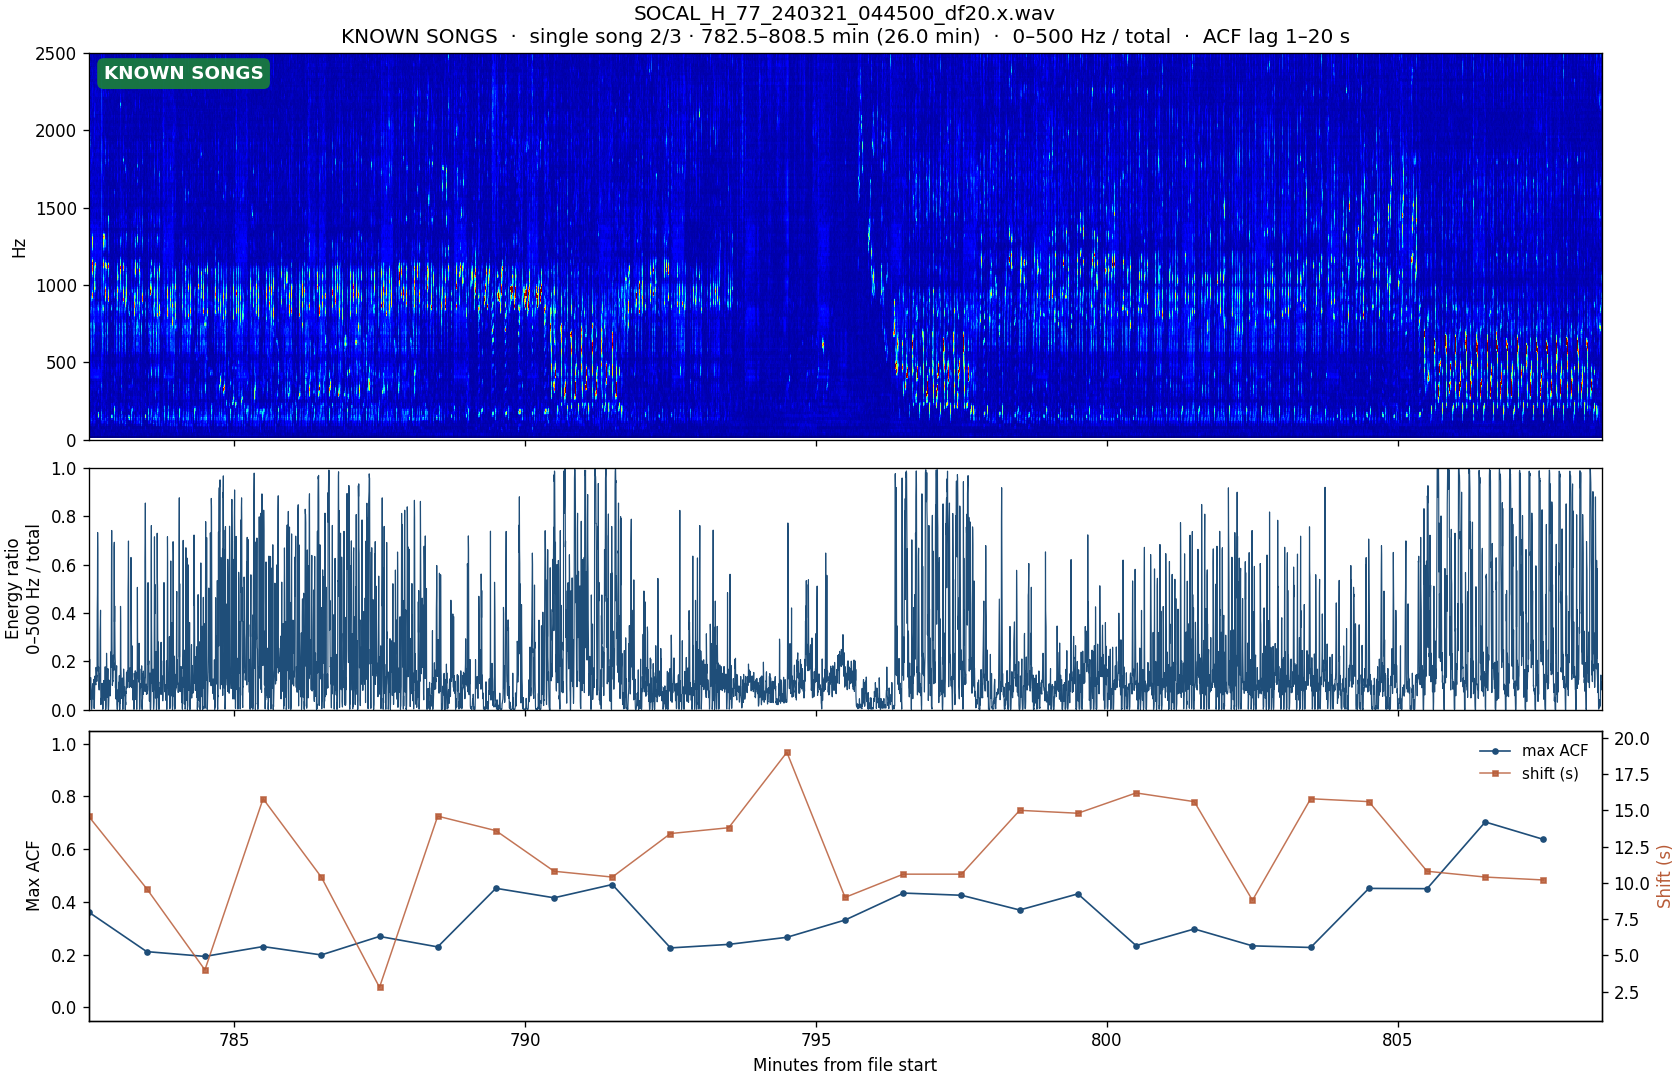 SOCAL_H_77_240321_044500_df20.x.wav
KNOWN SONGS · single song 2/3 · 782.5–808.5 min (26.0 min) · 0–500 Hz / total · ACF lag 1–20 s
KNOWN SONGS
2500
2000
1500
1000
500
0
Hz
1.0
0.8
0.6
0.4
0.2
0.0
Energy ratio
0–500 Hz / total
1.0
0.8
0.6
0.4
0.2
0.0
Max ACF
max ACF
shift (s)
20.0
17.5
15.0
12.5
10.0
7.5
5.0
2.5
Shift (s)
785
790
795
800
805
Minutes from file start